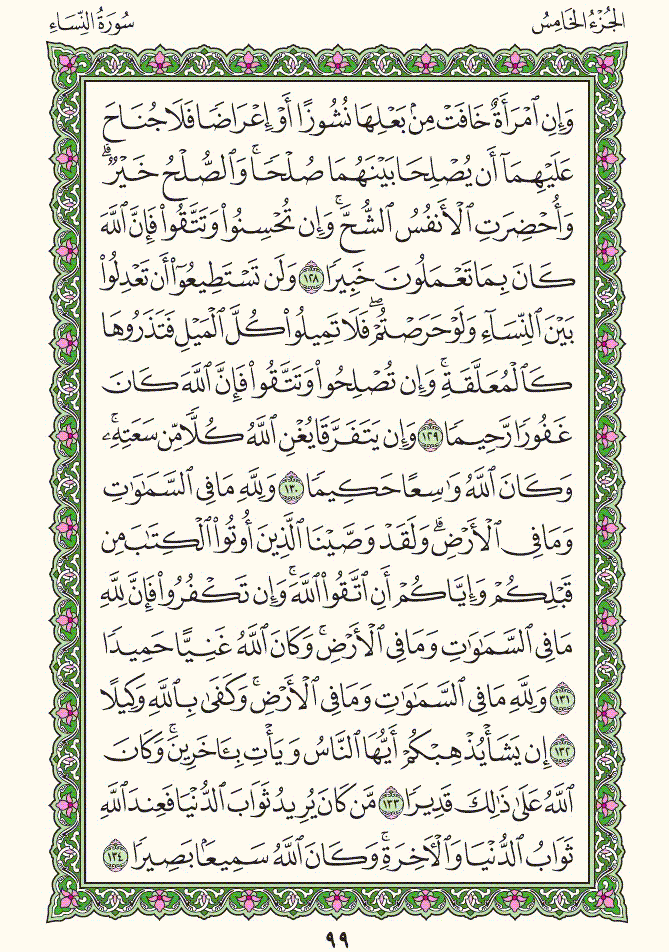 الجُزْءُ الخَامِسُ
سُورَةُ النِّسَاءِ
وَإِنِ ٱمْرَأَةٌ خَافَتْ مِنۢ بَعْلِهَا نُشُوزًا أَوْ إِعْرَاضًا فَلَا جُنَاحَ
عَلَيْهِمَآ أَن يُصْلِحَا بَيْنَهُمَا صُلْحًا ۚ وَٱلصُّلْحُ خَيْرٌ ۗ
وَأُحْضِرَتِ ٱلْأَنفُسُ ٱلشُّحَّ ۚ وَإِن تُحْسِنُوا۟ وَتَتَّقُوا۟ فَإِنَّ ٱللَّهَ
كَانَ بِمَا تَعْمَلُونَ خَبِيرًا ١٢٨ وَلَن تَسْتَطِيعُوٓا۟ أَن تَعْدِلُوا۟
بَيْنَ ٱلنِّسَآءِ وَلَوْ حَرَصْتُمْ ۖ فَلَا تَمِيلُوا۟ كُلَّ ٱلْمَيْلِ فَتَذَرُوهَا
كَٱلْمُعَلَّقَةِ ۚ وَإِن تُصْلِحُوا۟ وَتَتَّقُوا۟ فَإِنَّ ٱللَّهَ كَانَ
غَفُورًا رَّحِيمًا ١٢٩ وَإِن يَتَفَرَّقَا يُغْنِ ٱللَّهُ كُلًّا مِّن سَعَتِهِۦ ۚ
وَكَانَ ٱللَّهُ وَٰسِعًا حَكِيمًا ١٣٠ وَلِلَّهِ مَا فِى ٱلسَّمَٰوَٰتِ
وَمَا فِى ٱلْأَرْضِ ۗ وَلَقَدْ وَصَّيْنَا ٱلَّذِينَ أُوتُوا۟ ٱلْكِتَٰبَ مِن
قَبْلِكُمْ وَإِيَّاكُمْ أَنِ ٱتَّقُوا۟ ٱللَّهَ ۚ وَإِن تَكْفُرُوا۟ فَإِنَّ لِلَّهِ
مَا فِى ٱلسَّمَٰوَٰتِ وَمَا فِى ٱلْأَرْضِ ۚ وَكَانَ ٱللَّهُ غَنِيًّا حَمِيدًا
١٣١ وَلِلَّهِ مَا فِى ٱلسَّمَٰوَٰتِ وَمَا فِى ٱلْأَرْضِ ۚ وَكَفَىٰ بِٱللَّهِ وَكِيلًا
١٣٢ إِن يَشَأْ يُذْهِبْكُمْ أَيُّهَا ٱلنَّاسُ وَيَأْتِ بِـَٔاخَرِينَ ۚ وَكَانَ
ٱللَّهُ عَلَىٰ ذَٰلِكَ قَدِيرًا ١٣٣ مَّن كَانَ يُرِيدُ ثَوَابَ ٱلدُّنْيَا فَعِندَ ٱللَّهِ
ثَوَابُ ٱلدُّنْيَا وَٱلْـَٔاخِرَةِ ۚ وَكَانَ ٱللَّهُ سَمِيعًۢا بَصِيرًا ١٣٤
٩٩